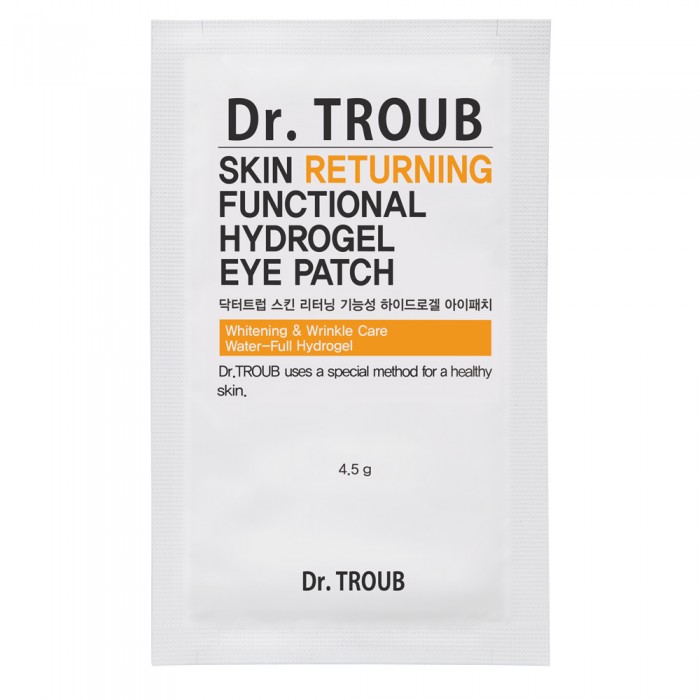 Dr. TROUB
SKIN RETURNING
FUNCTIONAL
HYDROGEL
EYE PATCH
닥터트럽 스킨 리터닝 기능성 하이드로겔 아이패치
Whitening & Wrinkle Care
Water-Full Hydrogel
Dr.TROUB uses a special method for a healthy
skin.
4.5 g
Dr. TROUB